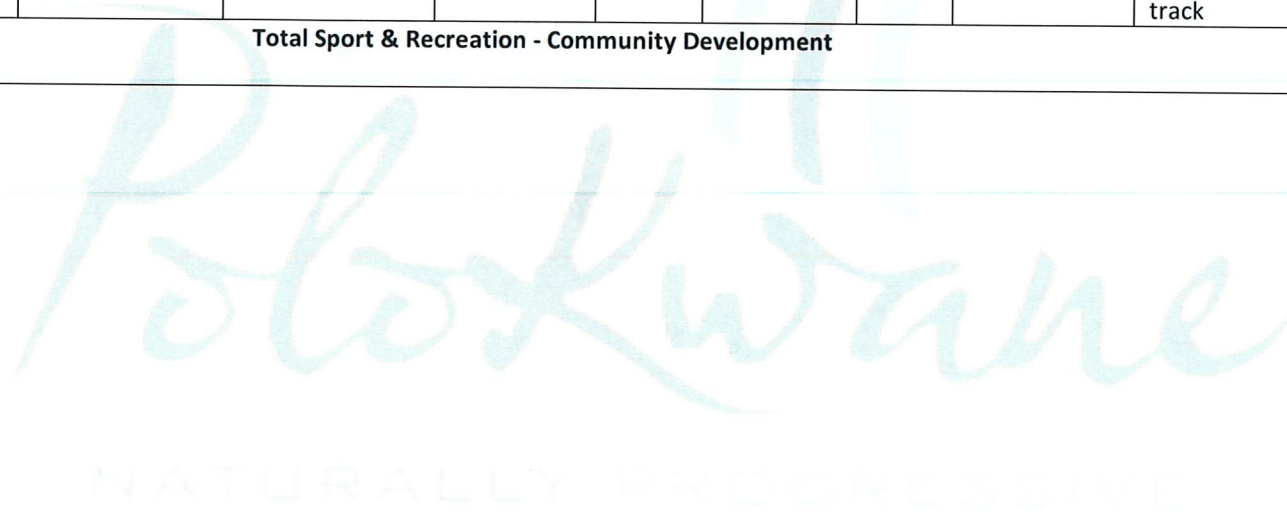 track
Total Sport & Recreation - Community Development
PoloKwane
NATURALLY PROGRESSIVE